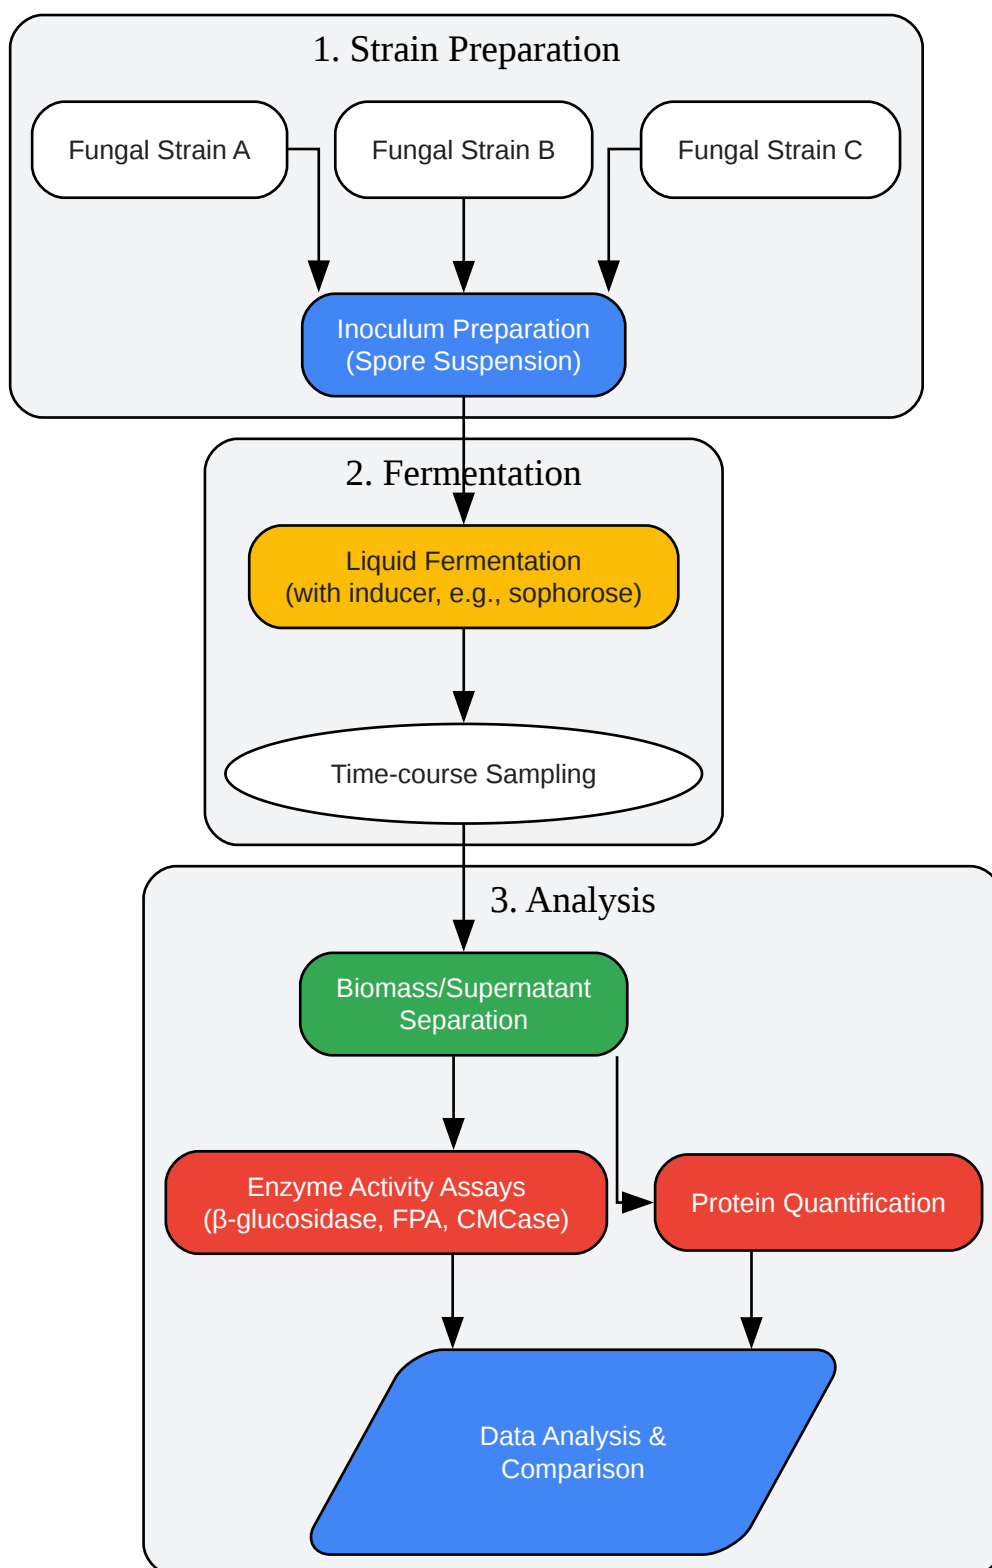 1. Strain Preparation
Fungal Strain A
Fungal Strain B
Fungal Strain C
Inoculum Preparation
(Spore Suspension)
2. Fermentation
Liquid Fermentation
(with inducer, e.g., sophorose)
Time-course Sampling
3. Analysis
Biomass/Supernatant
Separation
Enzyme Activity Assays
(β-glucosidase, FPA, CMCase)
Protein Quantification
Data Analysis &
Comparison